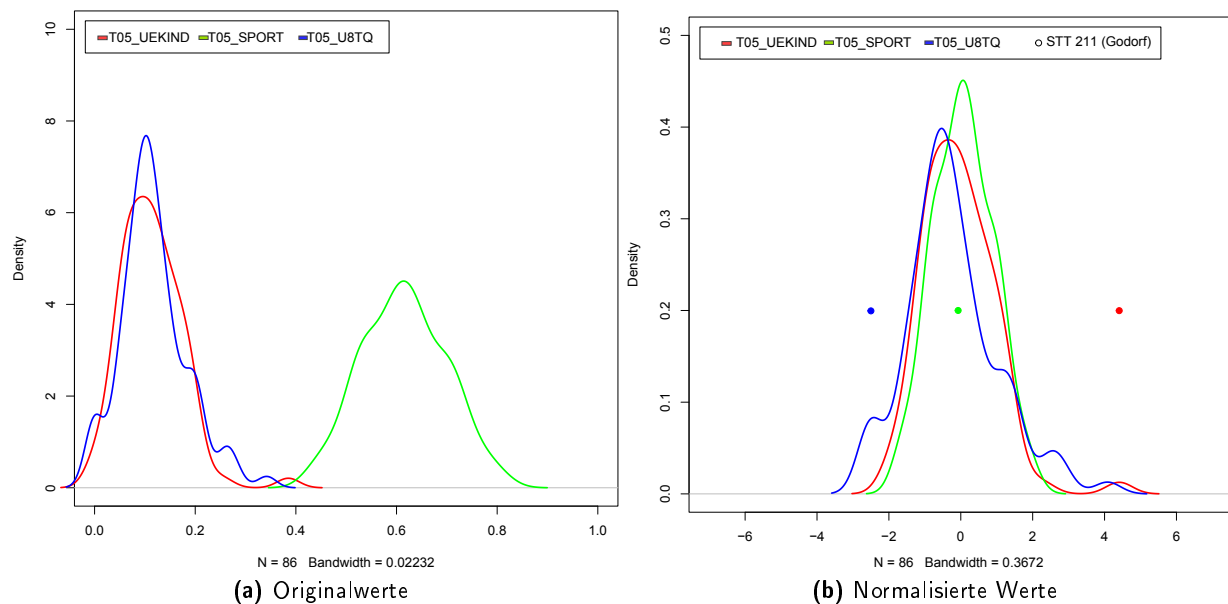 T05_UEKIND T05_SPORT T05_U8TQ
10
8
6
4
2
0
Density
0.0 0.2 0.4 0.6 0.8 1.0
N = 86 Bandwidth = 0.02232
(a) Originalwerte
T05_UEKIND T05_SPORT T05_U8TQ STT 211 (Godorf)
0.5
0.4
0.3
0.2
0.1
0.0
Density
−6 −4 −2 0 2 4 6
N = 86 Bandwidth = 0.3672
(b) Normalisierte Werte